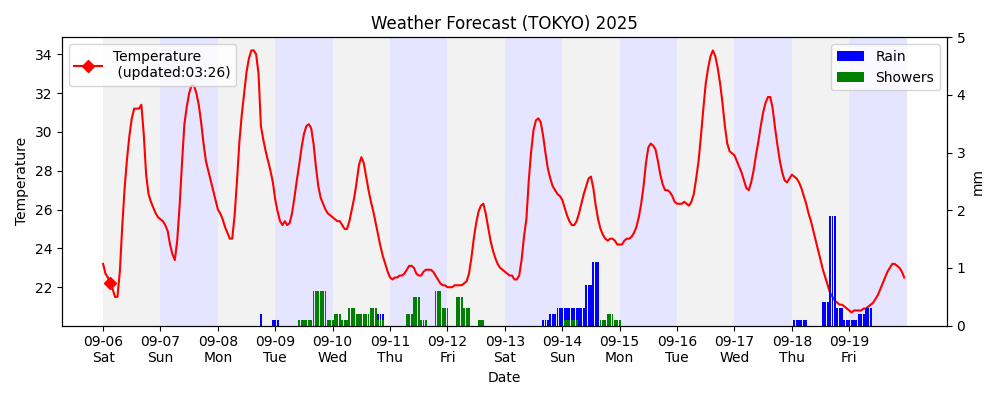 Weather Forecast (TOKYO) 2025
Temperature
(updated:03:26)
Rain
Showers
Temperature
34
32
30
28
26
24
22
5
4
3
2
1
0
mm
09-06 09-07 09-08 09-09 09-10 09-11 09-12 09-13 09-14 09-15 09-16 09-17 09-18 09-19
Sat Sun Mon Tue Wed Thu Fri Sat Sun Mon Tue Wed Thu Fri
Date